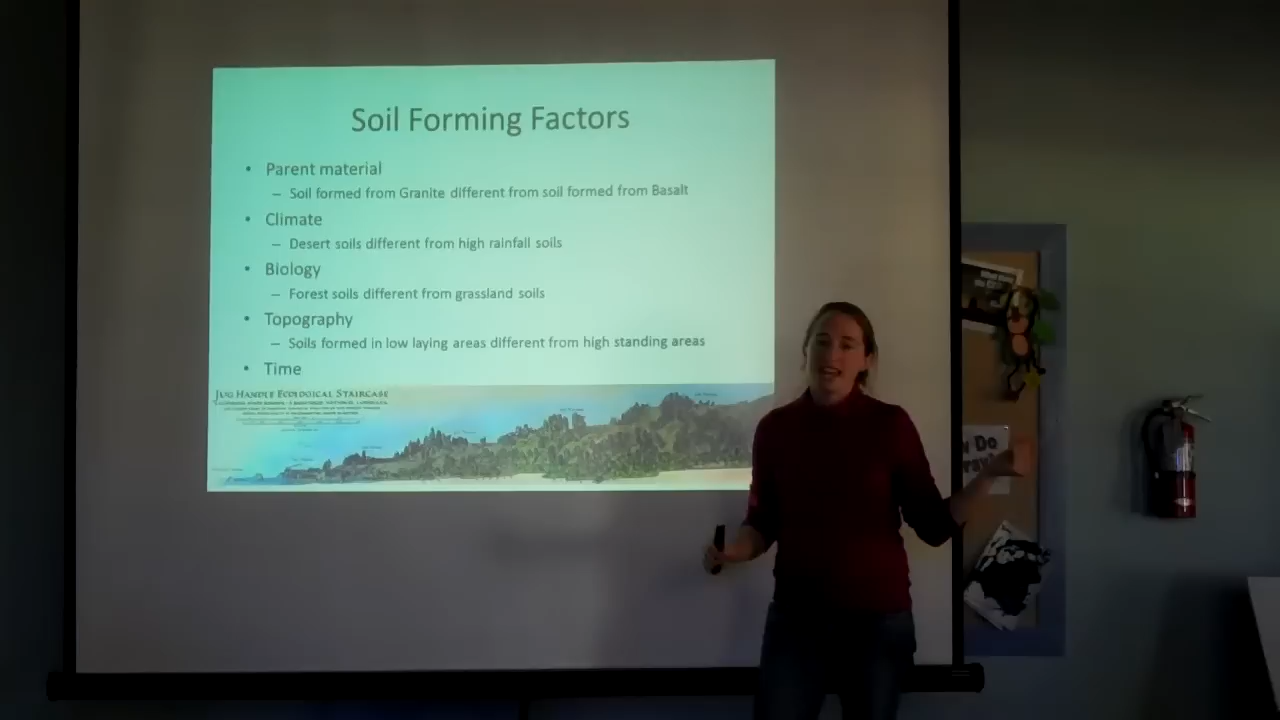 Soil Forming Factors
• Parent material
– Soil formed from Granite different from soil formed from Basalt
• Climate
– Desert soils different from high rainfall soils
• Biology
– Forest soils different from grassland soils
• Topography
– Soils formed in low laying areas different from high standing areas
• Time
Jug Handle Ecological Staircase
Do